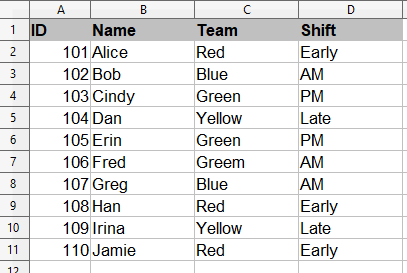 A B C D
1 ID Name Team Shift
2 101 Alice Red Early
3 102 Bob Blue AM
4 103 Cindy Green PM
5 104 Dan Yellow Late
6 105 Erin Green PM
7 106 Fred Greem AM
8 107 Greg Blue AM
9 108 Han Red Early
10 109 Irina Yellow Late
11 110 Jamie Red Early
12